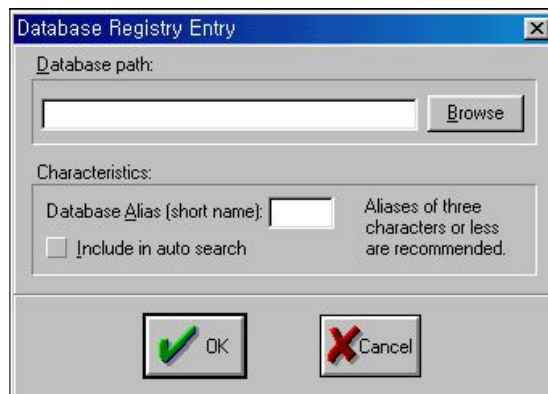 Database Registry Entry
Database path:
Browse
Characteristics:
Database Alias (short name):
Aliases of three
characters or less
are recommended.
Include in auto search
OK
Cancel